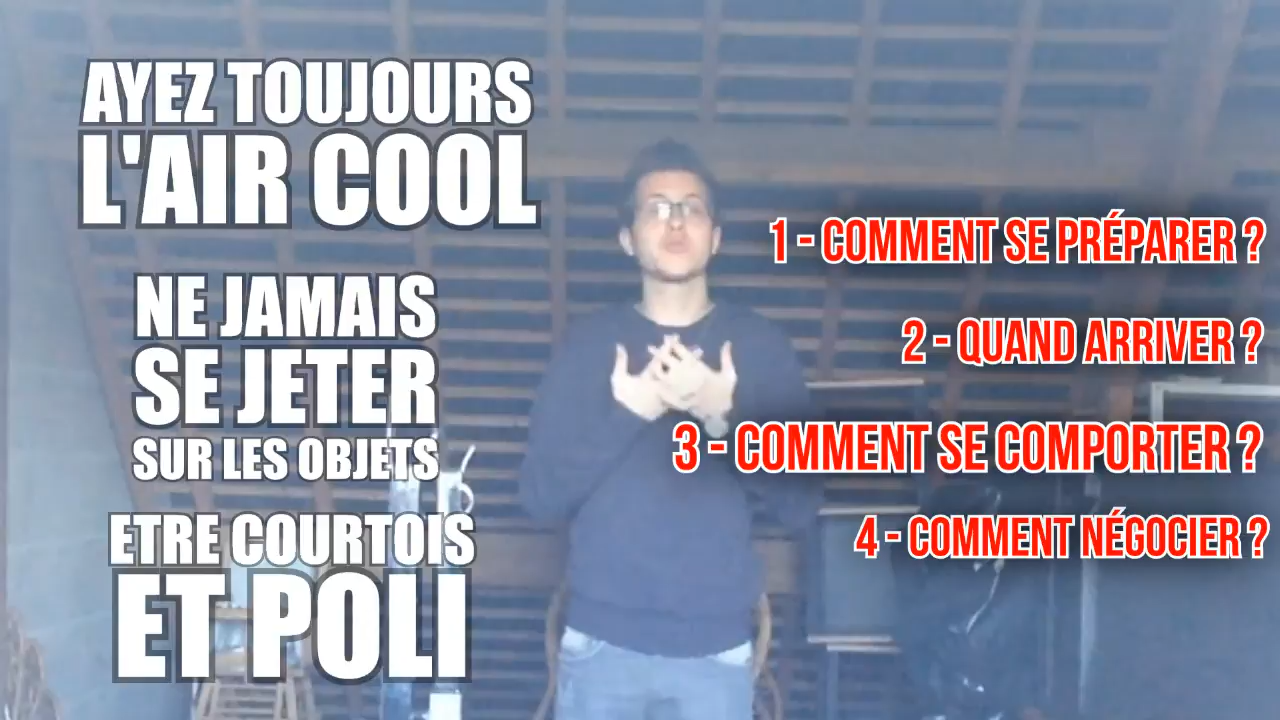 AYEZ TOUJOURS
L'AIR COOL
NE JAMAIS
SE JETER
SUR LES OBJETS
ETRE COURTOIS
ET POLI
1 - COMMENT SE PRÉPARER ?
2 - QUAND ARRIVER ?
3 - COMMENT SE COMPORTER ?
4 - COMMENT NÉGOCIER ?